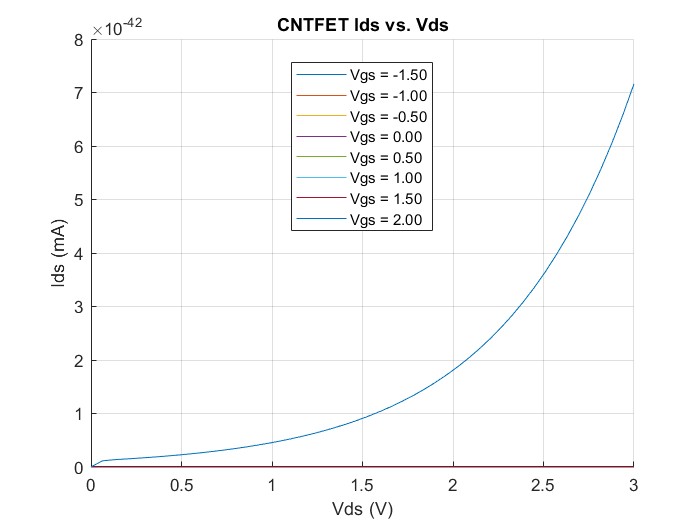 CNTFET Ids vs. Vds
×10-42
8
7
6
5
4
3
2
1
0
Ids (mA)
Vgs = -1.50
Vgs = -1.00
Vgs = -0.50
Vgs = 0.00
Vgs = 0.50
Vgs = 1.00
Vgs = 1.50
Vgs = 2.00
0 0.5 1 1.5 2 2.5 3
Vds (V)